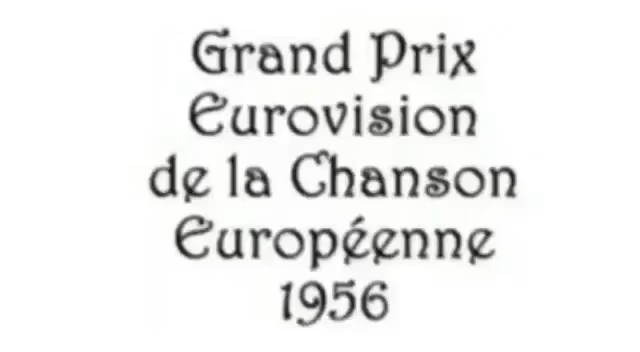 Grand Prix
Eurovision
de la Chanson
Européenne
1956